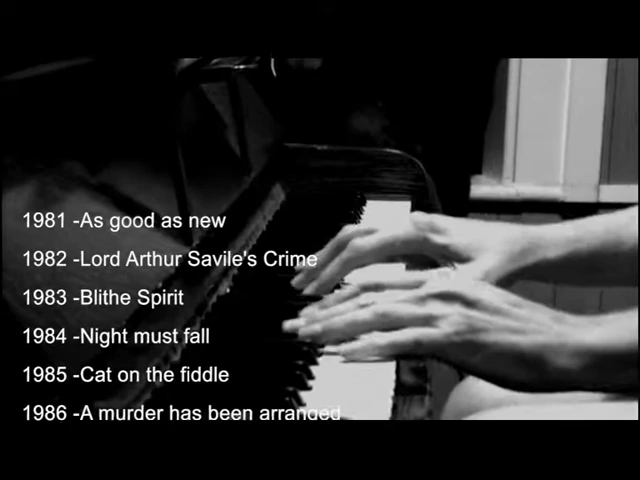 1981 -As good as new
1982 -Lord Arthur Savile's Crime
1983 -Blithe Spirit
1984 -Night must fall
1985 -Cat on the fiddle
1986 -A murder has been arranged